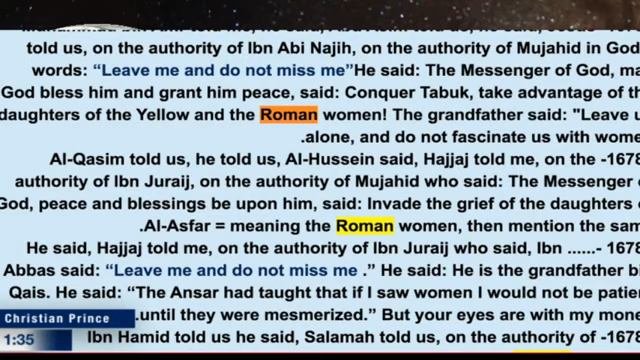 told us, on the authority of Ibn Abi Najih, on the authority of Mujahid in God
words: “Leave me and do not miss me”He said: The Messenger of God, ma
God bless him and grant him peace, said: Conquer Tabuk, take advantage of th
daughters of the Yellow and the Roman women! The grandfather said: "Leave u
.alone, and do not fascinate us with wome
Al-Qasim told us, he told us, Al-Hussein said, Hajjaj told me, on the -1678
authority of Ibn Juraij, on the authority of Mujahid who said: The Messenger o
God, peace and blessings be upon him, said: Invade the grief of the daughters o
.Al-Asfar = meaning the Roman women, then mention the sam
He said, Hajjaj told me, on the authority of Ibn Juraij who said, Ibn ......- 1678
Abbas said: “Leave me and do not miss me .” He said: He is the grandfather bi
Qais. He said: “The Ansar had taught that if I saw women I would not be patien
.until they were mesmerized.” But your eyes are with my mone
Ibn Hamid told us he said, Salamah told us, on the authority of -1678
Christian Prince
1:35